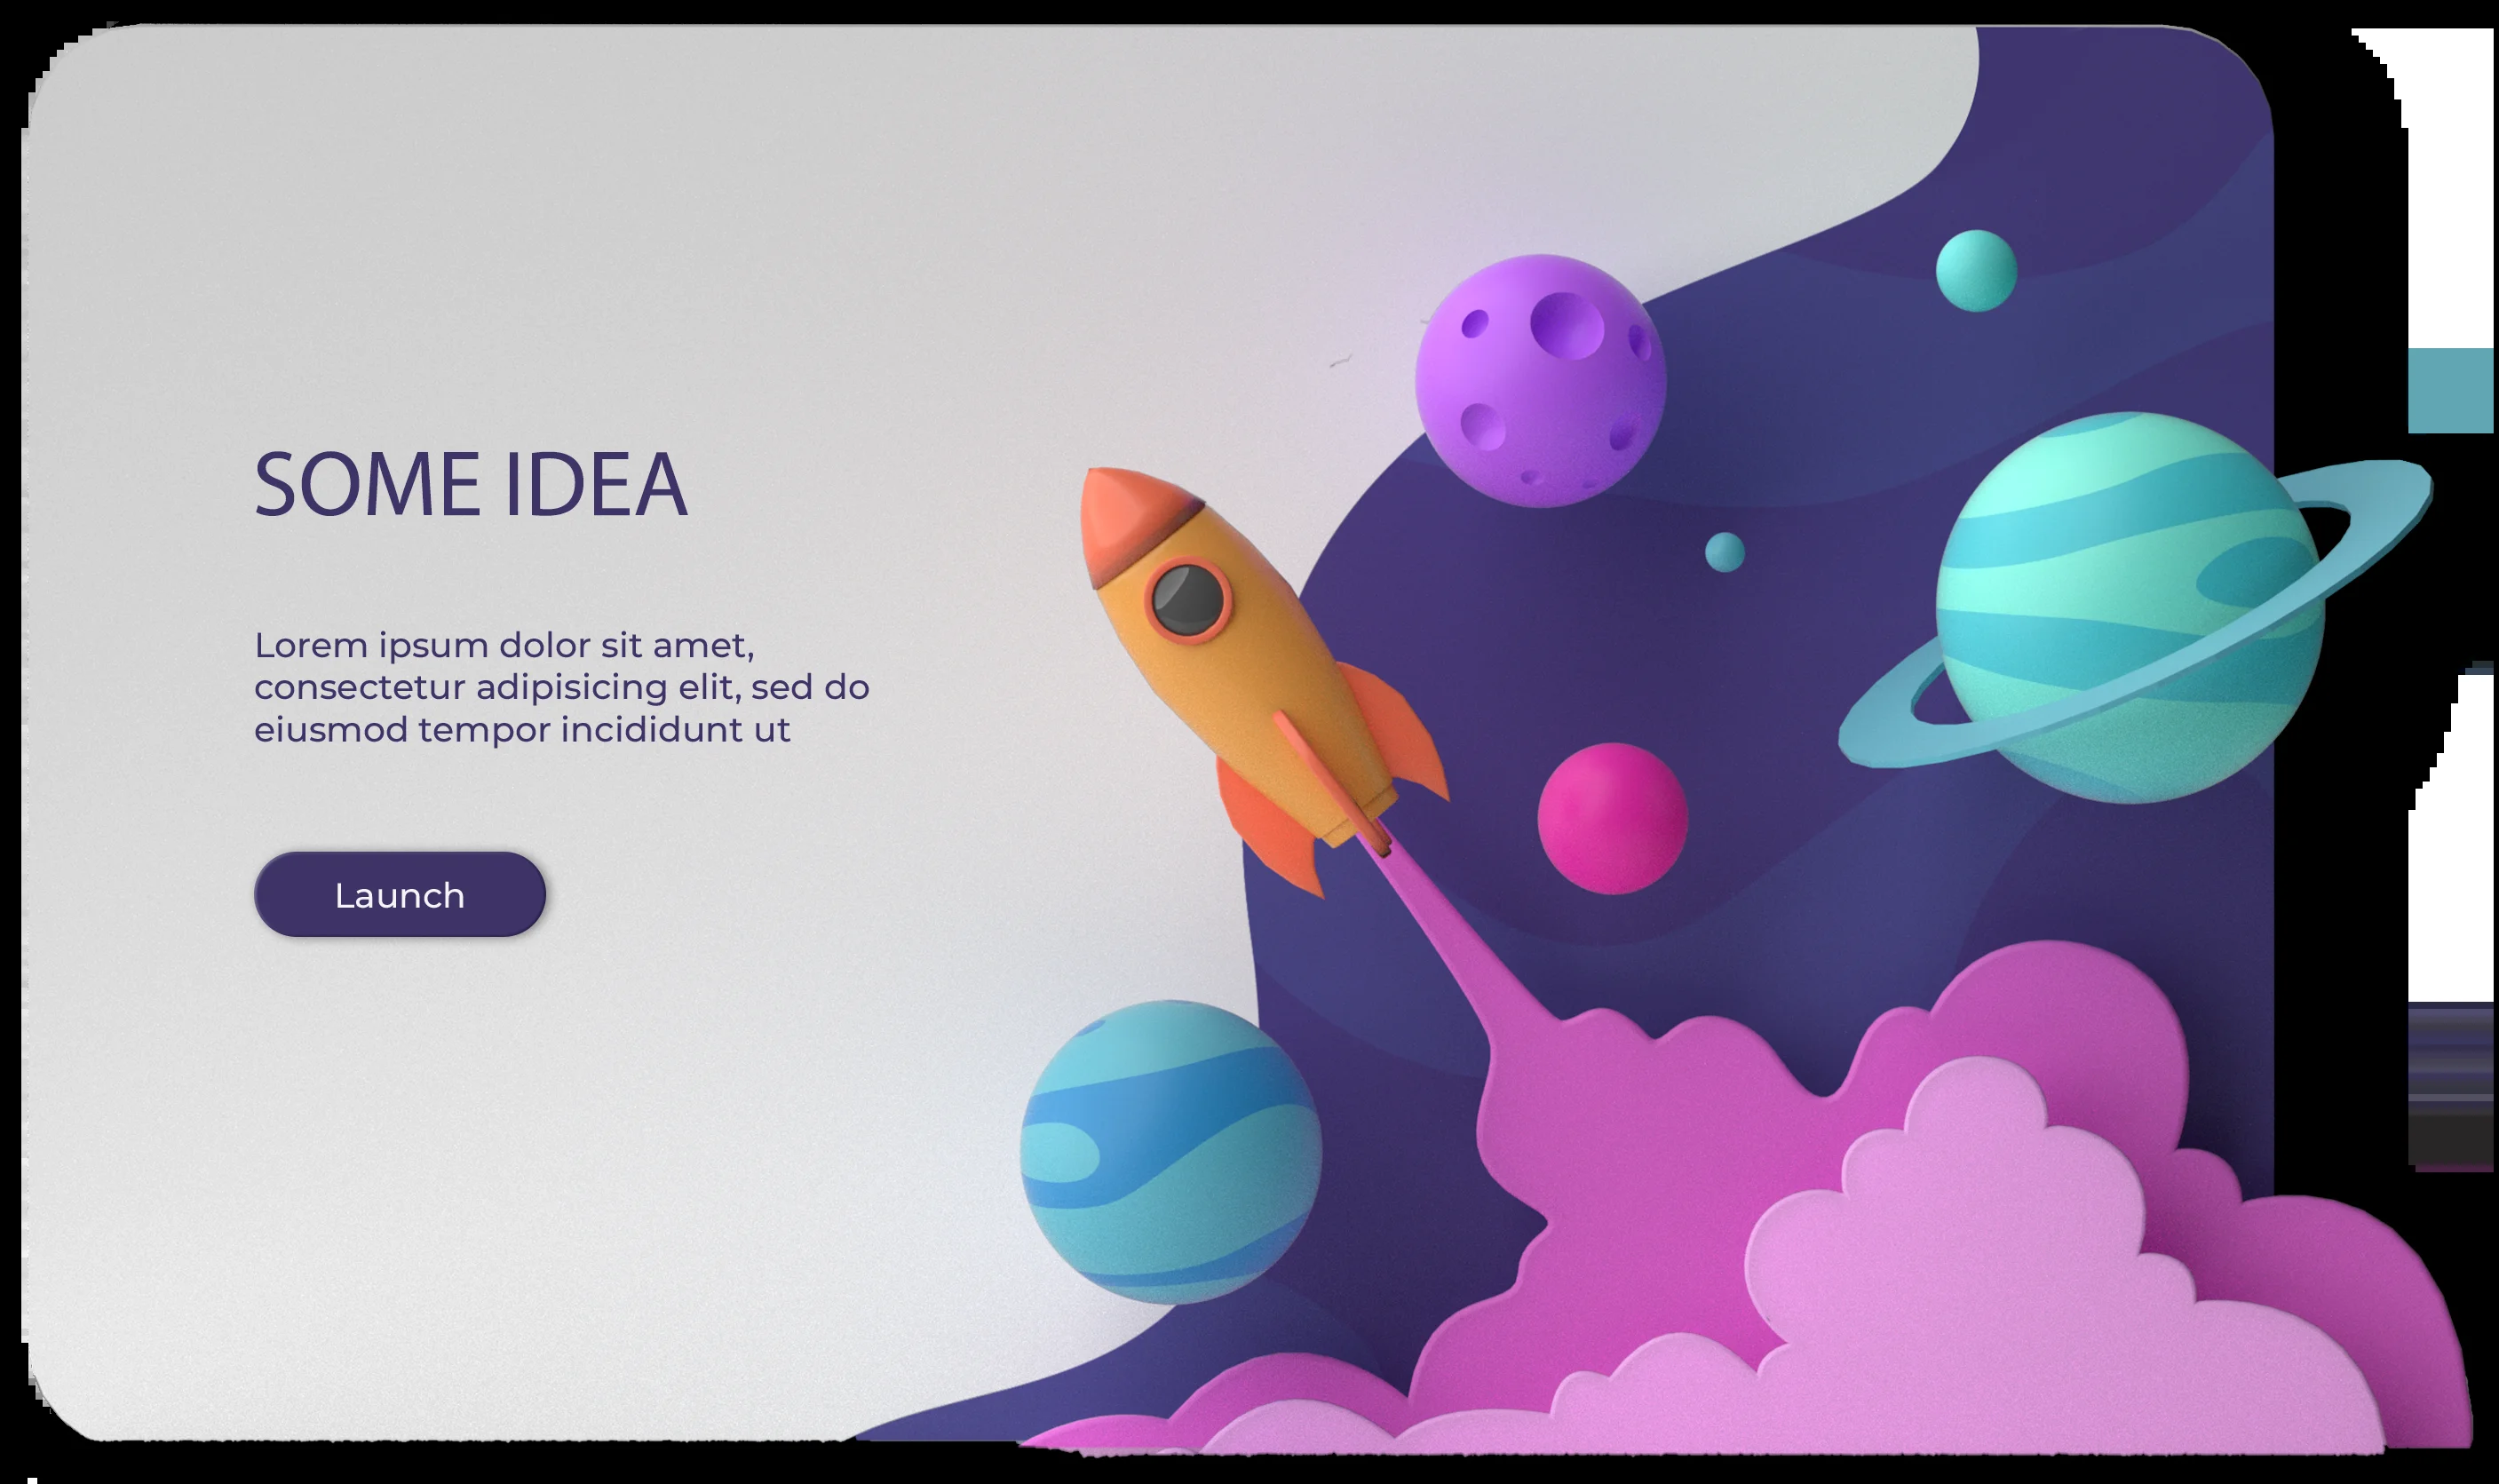 SOME IDEA
Lorem ipsum dolor sit amet,
consectetur adipisicing elit, sed do
eiusmod tempor incididunt ut
Launch